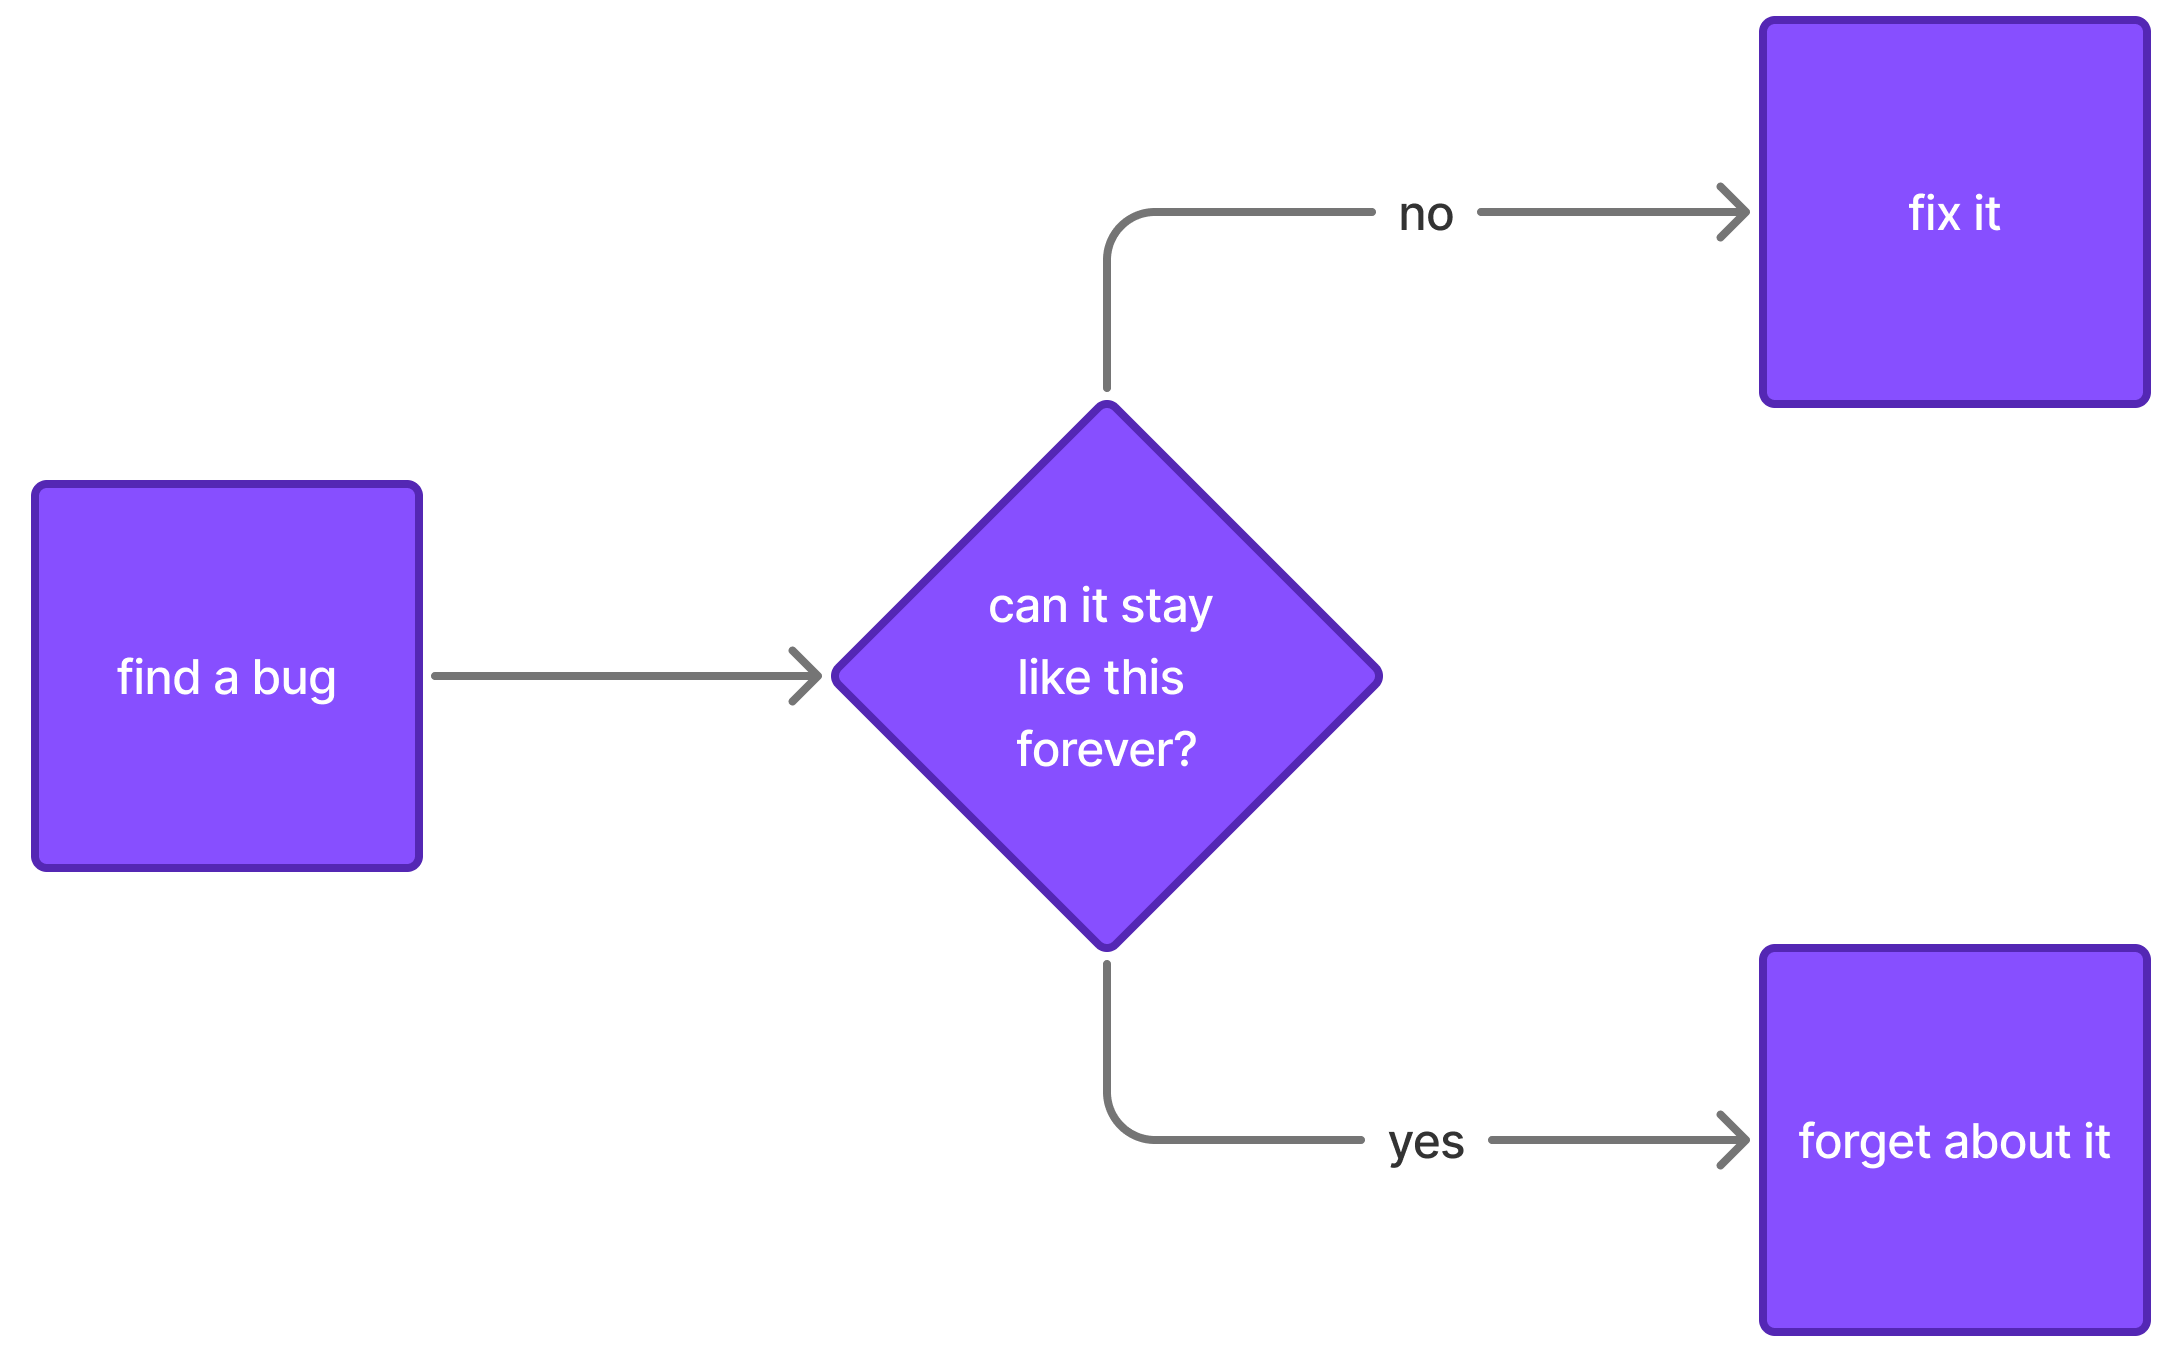 find a bug
can it stay
like this
forever?
no
fix it
yes
forget about it